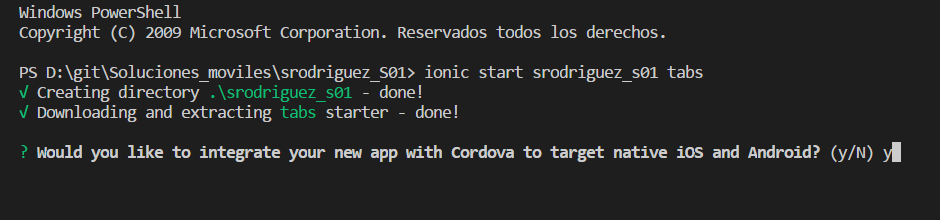 Windows PowerShell
Copyright (C) 2009 Microsoft Corporation. Reservados todos los derechos.
PS D:\git\Soluciones_moviles\srodriguez_S01> ionic start srodriguez_s01 tabs
√ Creating directory .\srodriguez_s01 - done!
√ Downloading and extracting tabs starter - done!
? Would you like to integrate your new app with Cordova to target native iOS and Android? (y/N) y